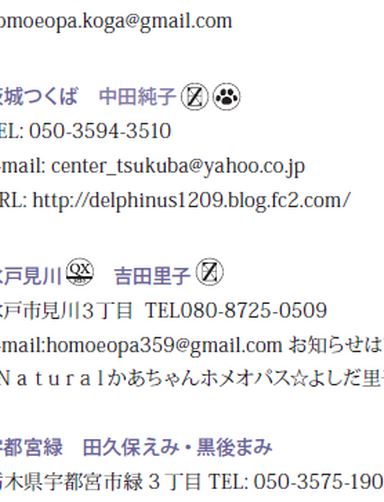 omoeopa.koga@gmail.com
茨城つくば 中田純子
EL: 050-3594-3510
-mail: center_tsukuba@yahoo.co.jp
RL: http://delphinus1209.blog.fc2.com/
水戸見川 QX 吉田里子
水戸市見川3丁目 TEL080-8725-0509
-mail:homoeopa359@gmail.com お知らせは
Naturalかあちゃんホメオパス☆よしだ里
宇都宮緑 田久保えみ・黒後まみ
栃木県宇都宮市緑3丁目 TEL: 050-3575-190